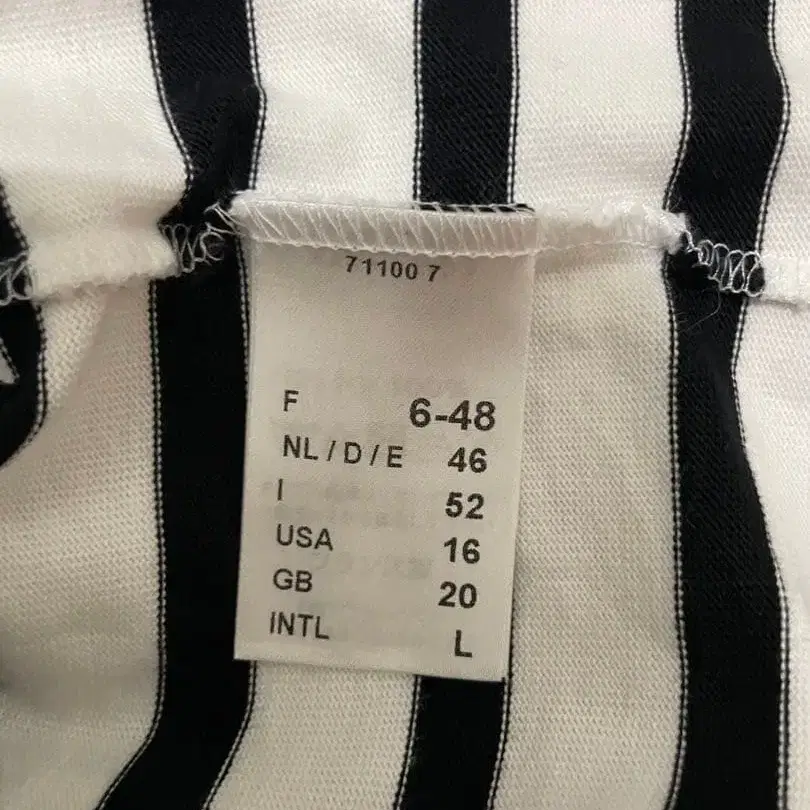 71100 7
F 6-48
NL / D / E 46
I 52
USA 16
GB 20
INTL L